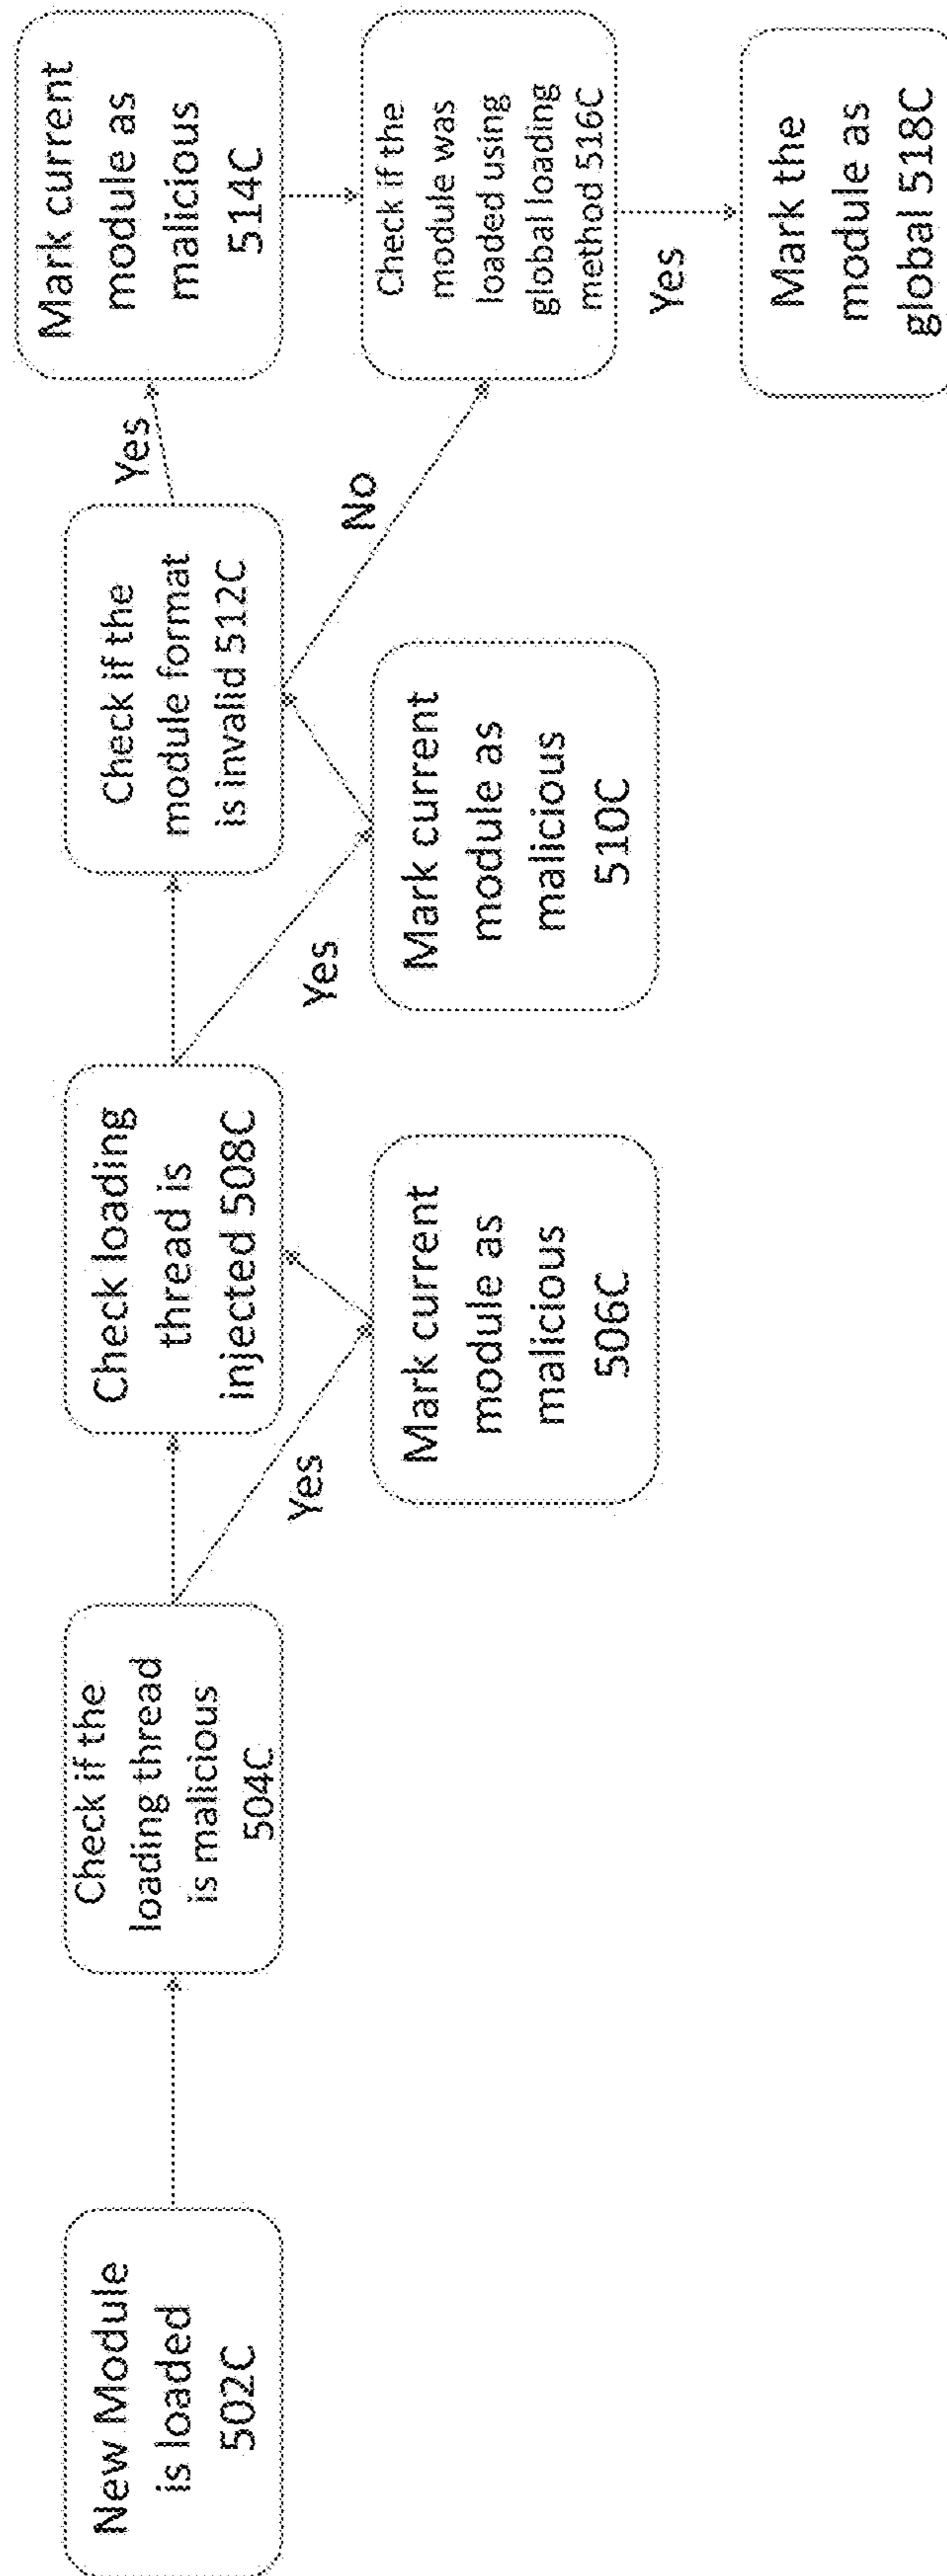 New Module
is loaded
502C
Check if the
loading thread
is malicious
504C
Yes
Mark current
module as
malicious
506C
Check loading
thread is
injected 508C
Yes
Mark current
module as
malicious
510C
Check if the
module format
is invalid 512C
Yes
No
Mark current
module as
malicious
514C
Check if the
module was
loaded using
global loading
method 516C
Yes
Mark the
module as
global 518C